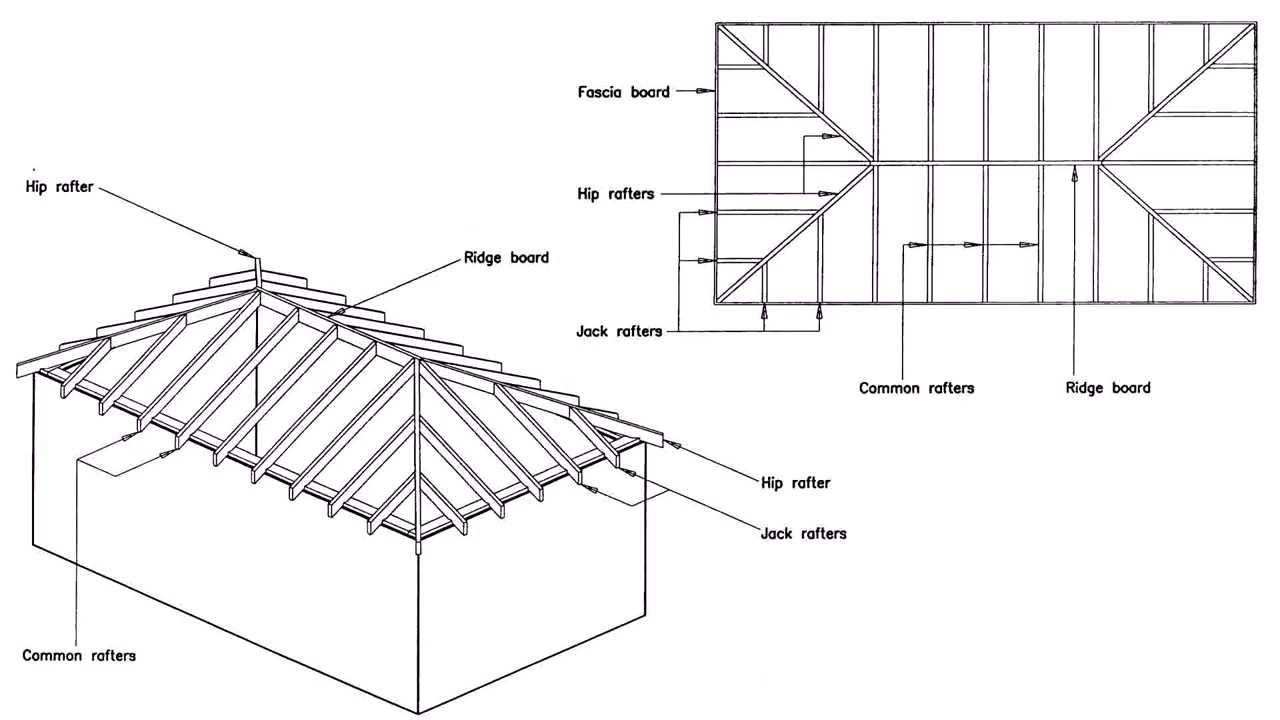 Fascia board
Hip rafter
Hip rafters
Ridge board
Jack rafters
Common rafters
Ridge board
Hip rafter
Jack rafters
Common rafters